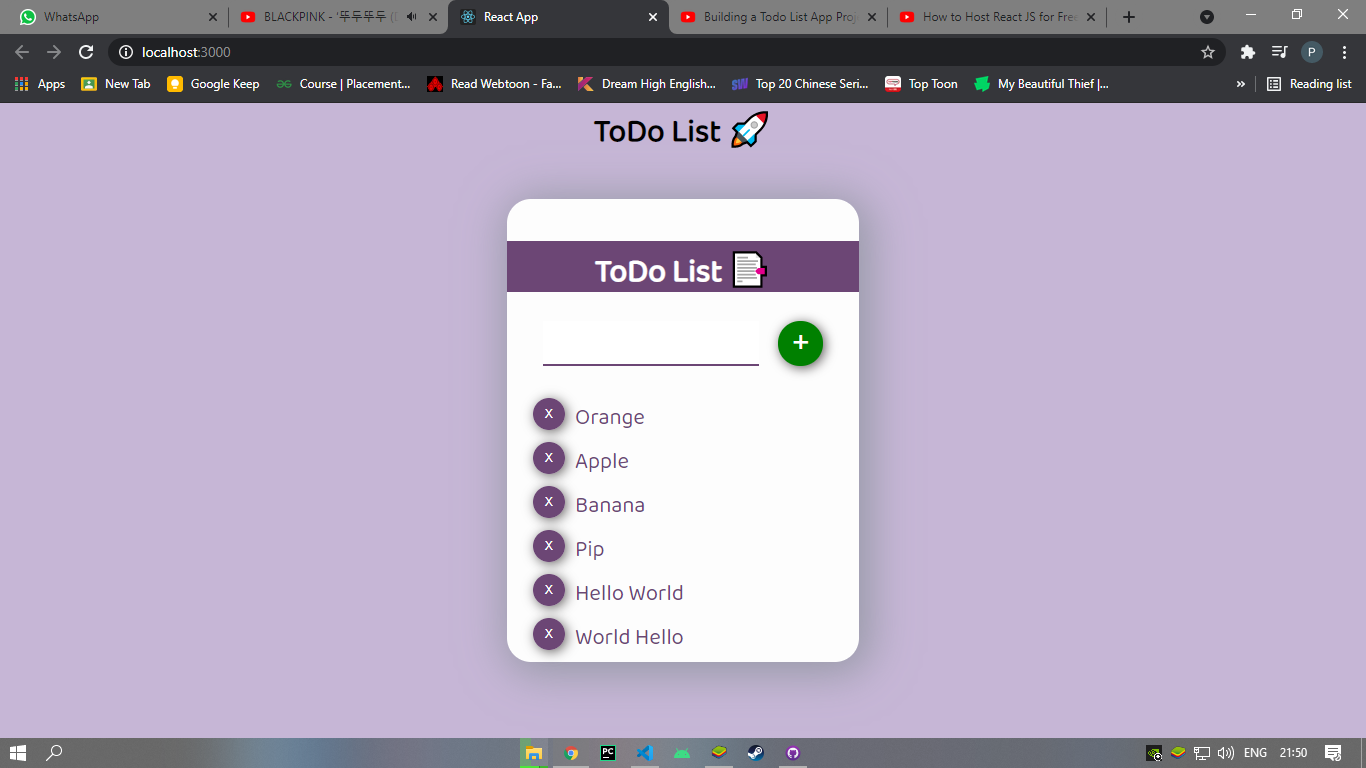 WhatsApp
BLACKPINK - '뚜두뚜두 (
React App
Building a Todo List App Proj
How to Host React JS for Free
localhost:3000
P
Apps
New Tab
Google Keep
Course | Placement...
Read Webtoon - Fa...
Dream High English...
SW
Top 20 Chinese Seri...
Top Toon
My Beautiful Thief |...
»
Reading list
ToDo List 🚀
ToDo List 📑
+
x Orange
x Apple
x Banana
x Pip
x Hello World
x World Hello
PC
ENG
21:50